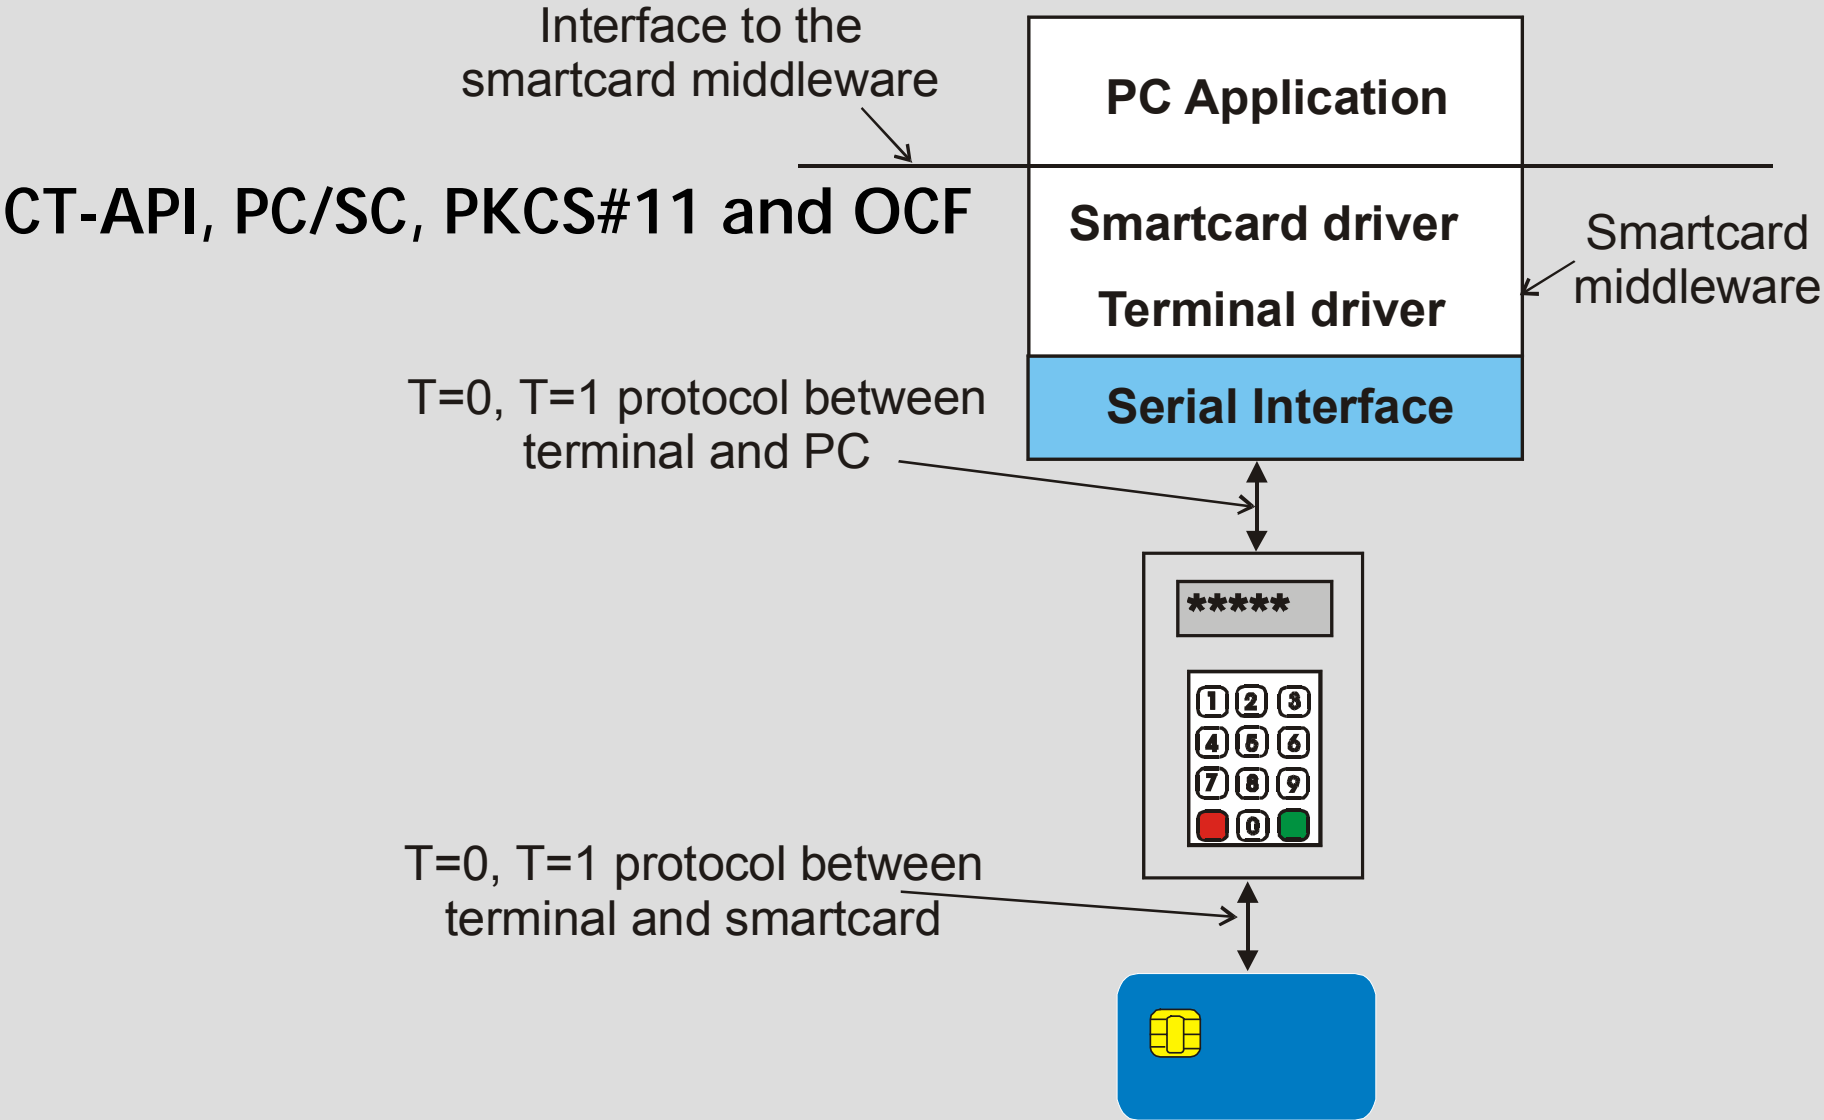 Interface to the
smartcard middleware
PC Application
CT-API, PC/SC, PKCS#11 and OCF
Smartcard driver
Terminal driver
Smartcard
middleware
Serial Interface
T=0, T=1 protocol between
terminal and PC
*****
1 2 3
4 5 6
7 8 9
0
T=0, T=1 protocol between
terminal and smartcard